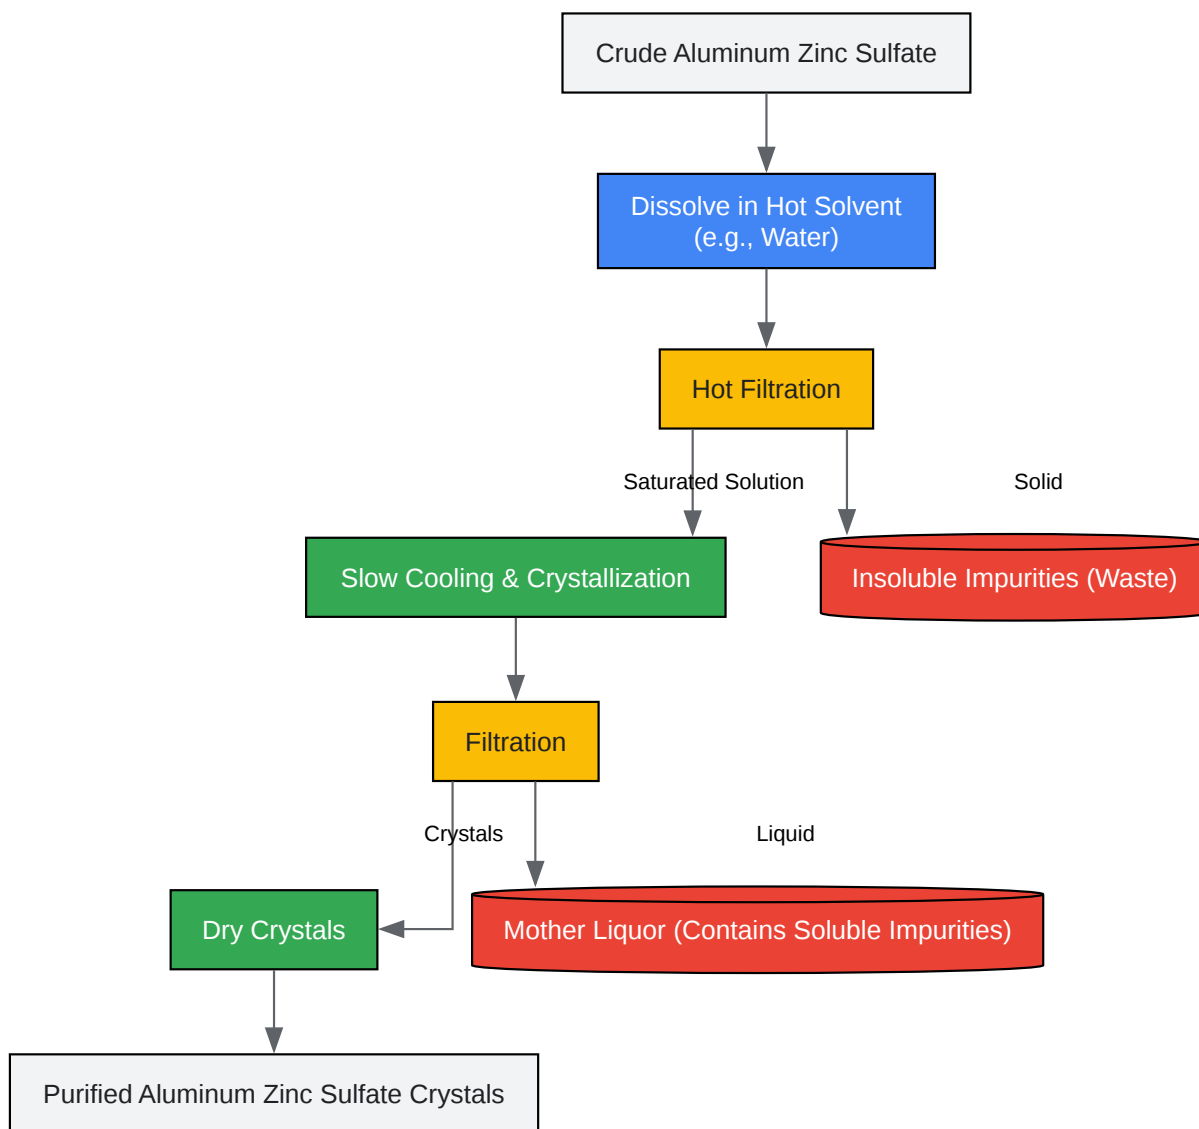 Crude Aluminum Zinc Sulfate
Dissolve in Hot Solvent
(e.g., Water)
Hot Filtration
Saturated Solution
Solid
Slow Cooling & Crystallization
Insoluble Impurities (Waste)
Filtration
Crystals
Liquid
Dry Crystals
Mother Liquor (Contains Soluble Impurities)
Purified Aluminum Zinc Sulfate Crystals